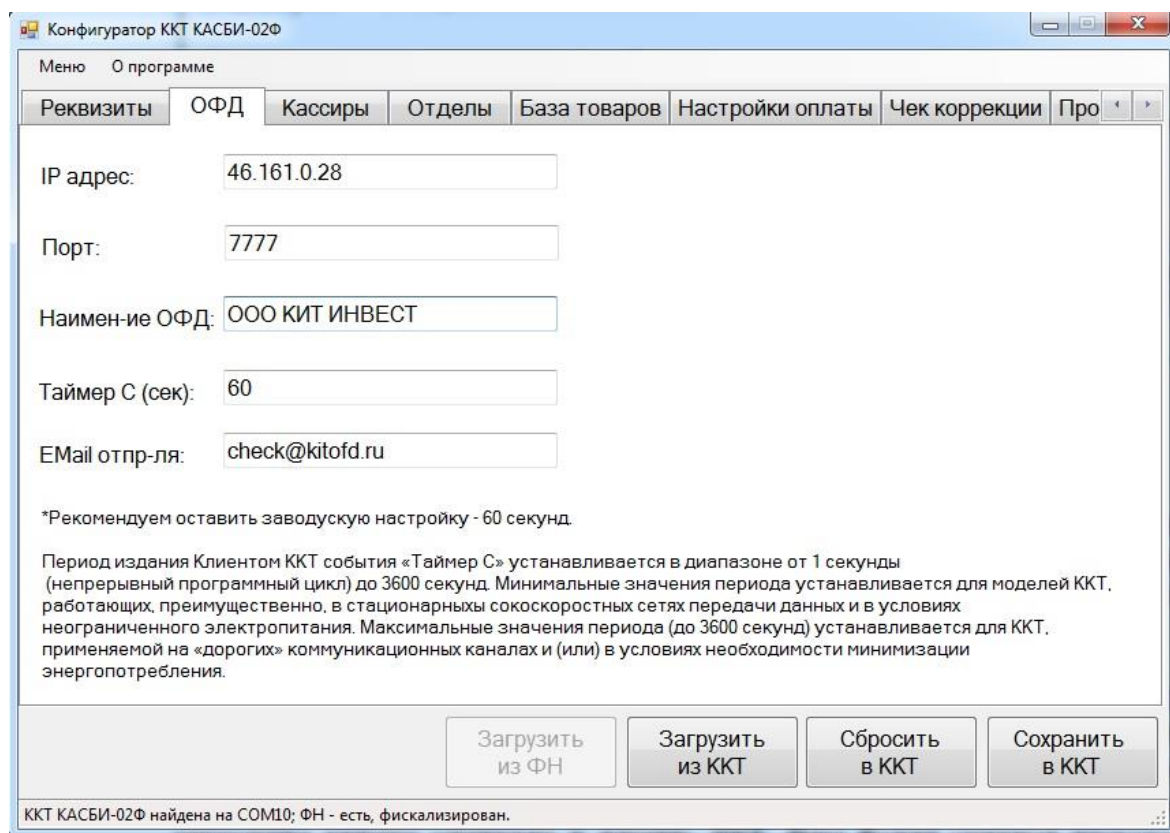 Конфигуратор ККТ КАСБИ-02Ф
Меню О программе
Реквизиты ОФД Кассиры Отделы База товаров Настройки оплаты Чек коррекции Про
IP адрес: 46.161.0.28
Порт: 7777
Наимен-ие ОФД: ООО КИТ ИНВЕСТ
Таймер С (сек): 60
EMail отпр-ля: check@kitofd.ru
*Рекомендуем оставить заводускую настройку - 60 секунд.
Период издания Клиентом ККТ события «Таймер С» устанавливается в диапазоне от 1 секунды
(непрерывный программный цикл) до 3600 секунд. Минимальные значения периода устанавливается для моделей ККТ,
работающих, преимущественно, в стационарныхы сокоскоростных сетях передачи данных и в условиях
неограниченного электропитания. Максимальные значения периода (до 3600 секунд) устанавливается для ККТ,
применяемой на «дорогих» коммуникационных каналах и (или) в условиях необходимости минимизации
энергопотребления.
Загрузить из ФН
Загрузить из ККТ
Сбросить в ККТ
Сохранить в ККТ
ККТ КАСБИ-02Ф найдена на COM10; ФН - есть, фискализирован.